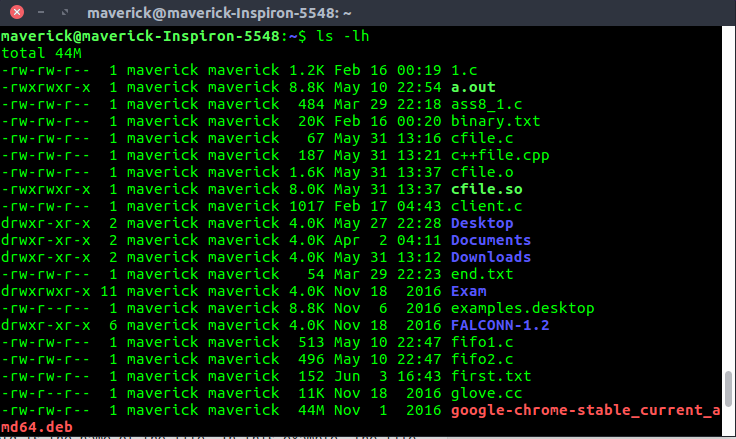 maverick@maverick-Inspiron-5548: ~
maverick@maverick-Inspiron-5548:~$ ls -lh
total 44M
-rw-rw-r--  1 maverick maverick 1.2K Feb 16 00:19 1.c
-rwxrwxr-x  1 maverick maverick 8.8K May 10 22:54 a.out
-rw-rw-r--  1 maverick maverick  484 Mar 29 22:18 ass8_1.c
-rw-rw-r--  1 maverick maverick  20K Feb 16 00:20 binary.txt
-rw-rw-r--  1 maverick maverick   67 May 31 13:16 cfile.c
-rw-rw-r--  1 maverick maverick  187 May 31 13:21 c++file.cpp
-rw-rw-r--  1 maverick maverick 1.6K May 31 13:37 cfile.o
-rwxrwxr-x  1 maverick maverick 8.0K May 31 13:37 cfile.so
-rw-rw-r--  1 maverick maverick 1017 Feb 17 04:43 client.c
drwxr-xr-x  2 maverick maverick 4.0K May 27 22:28 Desktop
drwxr-xr-x  2 maverick maverick 4.0K Apr  2 04:11 Documents
drwxr-xr-x  2 maverick maverick 4.0K May 31 13:12 Downloads
-rw-rw-r--  1 maverick maverick   54 Mar 29 22:23 end.txt
drwxrwxr-x 11 maverick maverick 4.0K Nov 18  2016 Exam
-rw-r--r--  1 maverick maverick 8.8K Nov  6  2016 examples.desktop
drwxr-xr-x  6 maverick maverick 4.0K Nov 18  2016 FALCONN-1.2
-rw-rw-r--  1 maverick maverick  513 May 10 22:47 fifo1.c
-rw-rw-r--  1 maverick maverick  496 May 10 22:47 fifo2.c
-rw-rw-r--  1 maverick maverick  152 Jun  3 16:43 first.txt
-rw-r--r--  1 maverick maverick  11K Nov 18  2016 glove.cc
-rw-rw-r--  1 maverick maverick  44M Nov  1  2016 google-chrome-stable_current_a
md64.deb